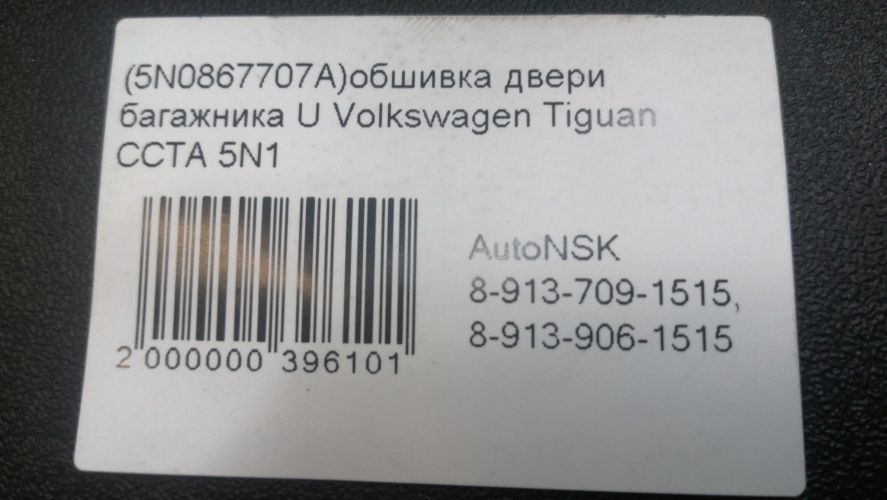 (5N0867707A)обшивка двери
багажника U Volkswagen Tiguan
CCTA 5N1
AutoNSK
8-913-709-1515,
8-913-906-1515
2 000000 396101